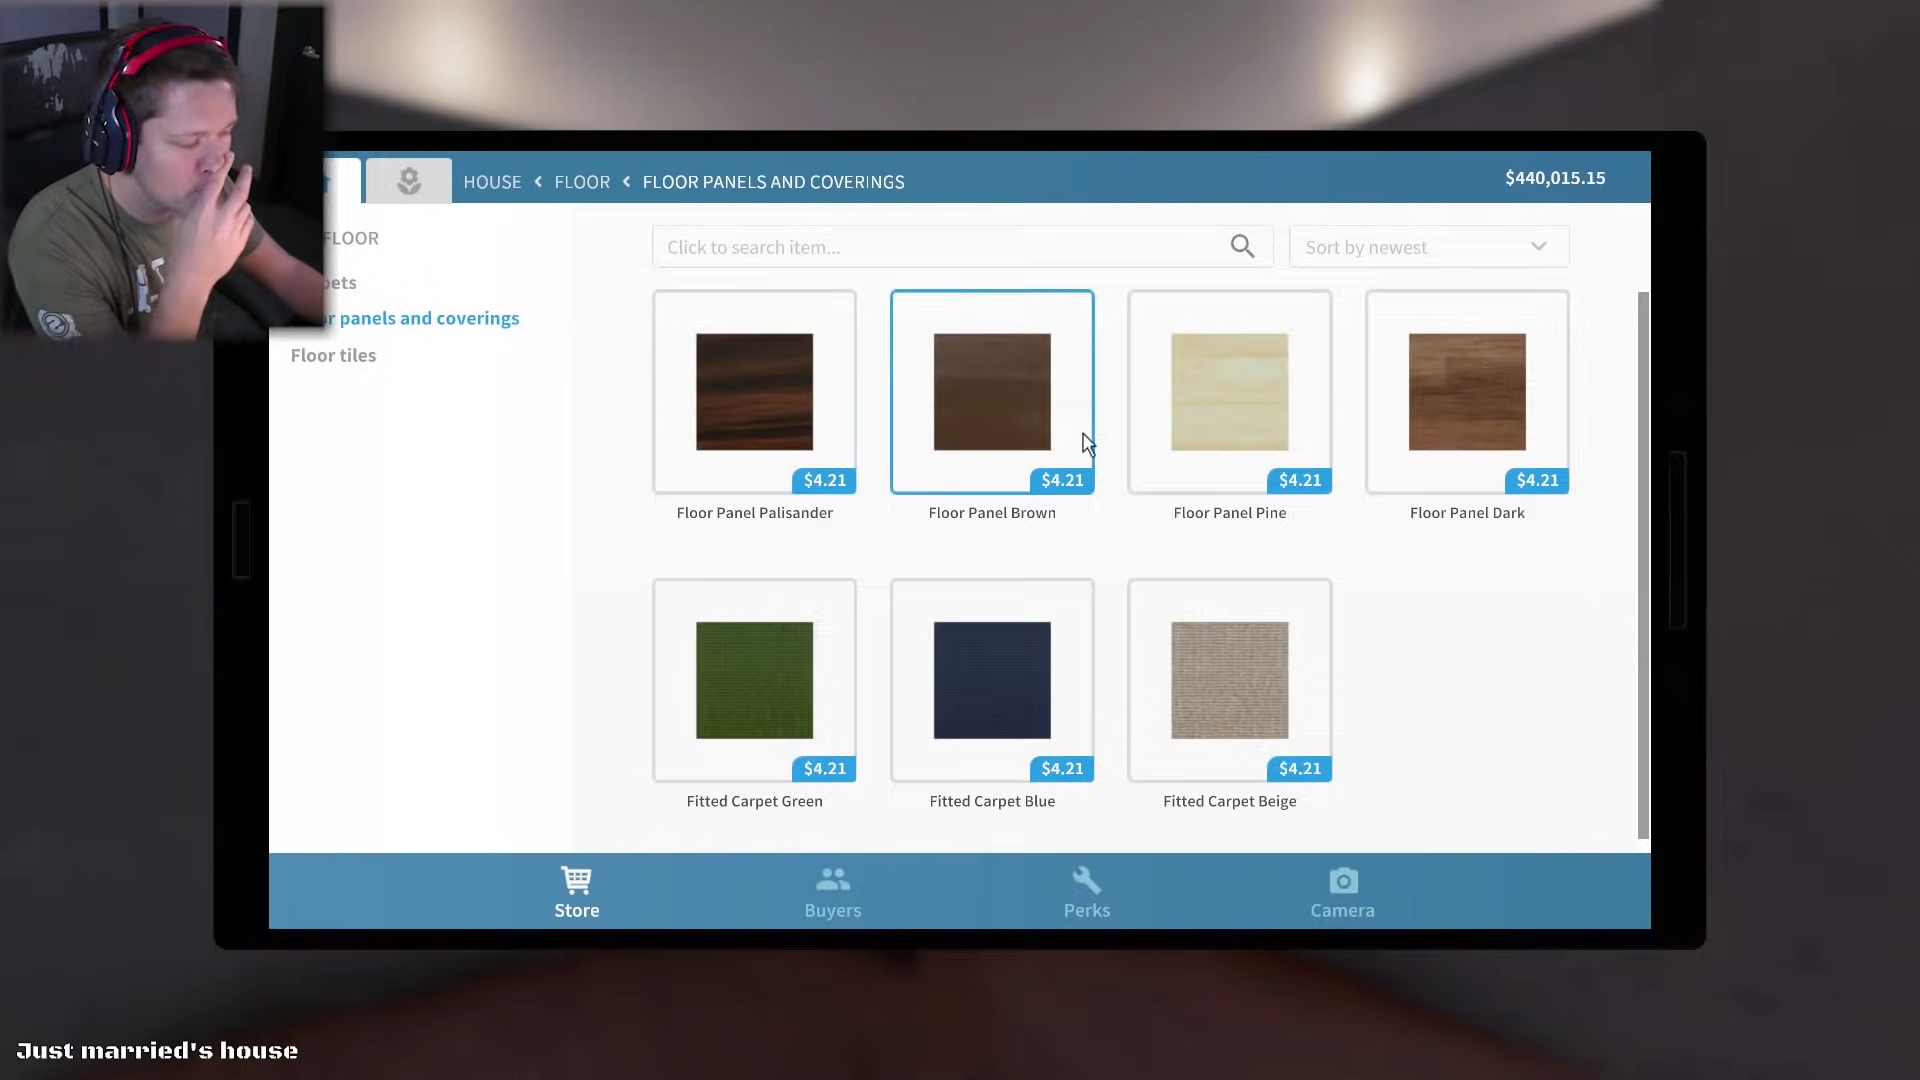 HOUSE < FLOOR < FLOOR PANELS AND COVERINGS
$440,015.15
FLOOR
panels and coverings
Floor tiles
Click to search item...
Sort by newest
$4.21
$4.21
$4.21
$4.21
Floor Panel Palisander
Floor Panel Brown
Floor Panel Pine
Floor Panel Dark
$4.21
$4.21
$4.21
Fitted Carpet Green
Fitted Carpet Blue
Fitted Carpet Beige
Store
Buyers
Perks
Camera
Just married's house